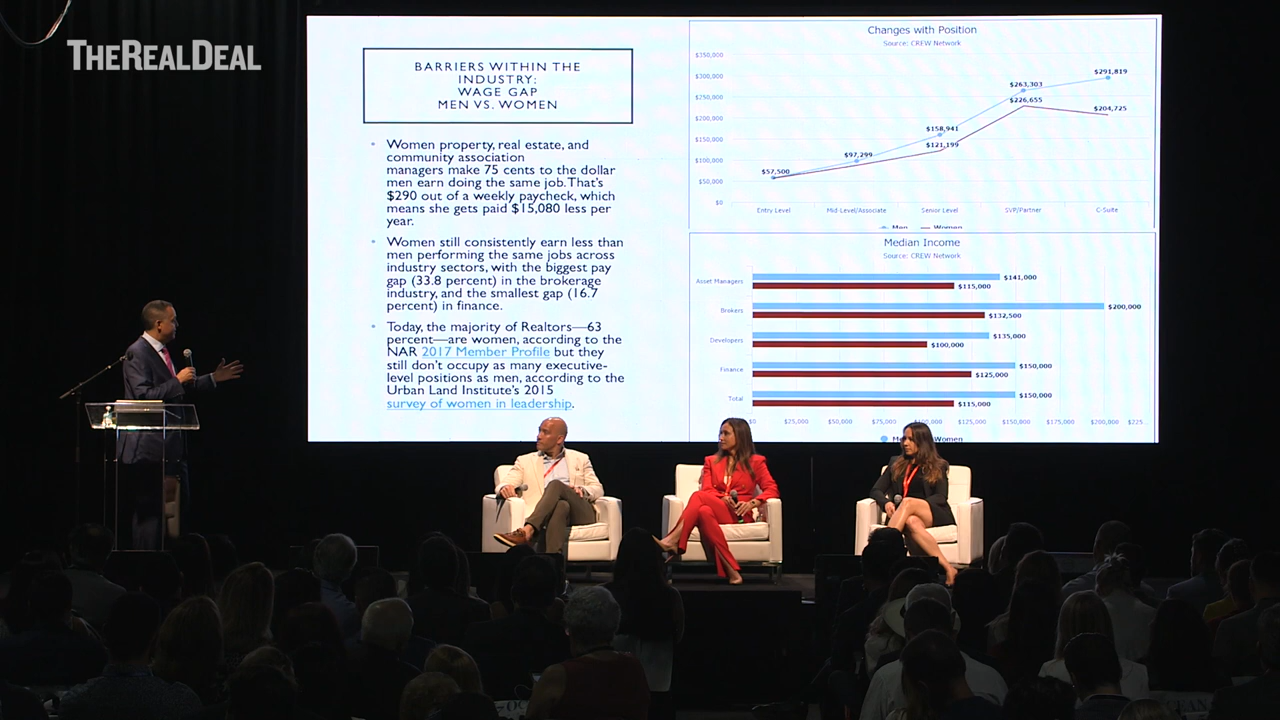 THEREALDEAL
BARRIERS WITHIN THE
INDUSTRY:
WAGE GAP
MEN VS. WOMEN
• Women property, real estate, and
community association
managers make 75 cents to the dollar
men earn doing the same job. That's
$290 out of a weekly paycheck, which
means she gets paid $15,080 less per
year.
• Women still consistently earn less than
men performing the same jobs across
industry sectors, with the biggest pay
gap (33.8 percent) in the brokerage
industry, and the smallest gap (16.7
percent) in finance.
• Today, the majority of Realtors—63
percent—are women, according to the
NAR 2017 Member Profile but they
still don't occupy as many executive-
level positions as men, according to the
Urban Land Institute's 2015
survey of women in leadership.
Changes with Position
Source: CREW Network
$350,000
$300,000
$250,000
$200,000
$150,000
$100,000
$50,000
$0
$57,500
$97,299
$158,941
$121,199
$263,303
$226,655
$291,819
$204,725
Entry Level
Mid-Level/Associate
Senior Level
SVP/Partner
C-Suite
Men
Women
Median Income
Source: CREW Network
Asset Managers
$141,000
$115,000
Brokers
$200,000
$132,500
Developers
$135,000
$100,000
Finance
$150,000
$125,000
Total
$150,000
$115,000
$0 $25,000 $50,000 $75,000 $100,000 $125,000 $150,000 $175,000 $200,000 $225...
Women